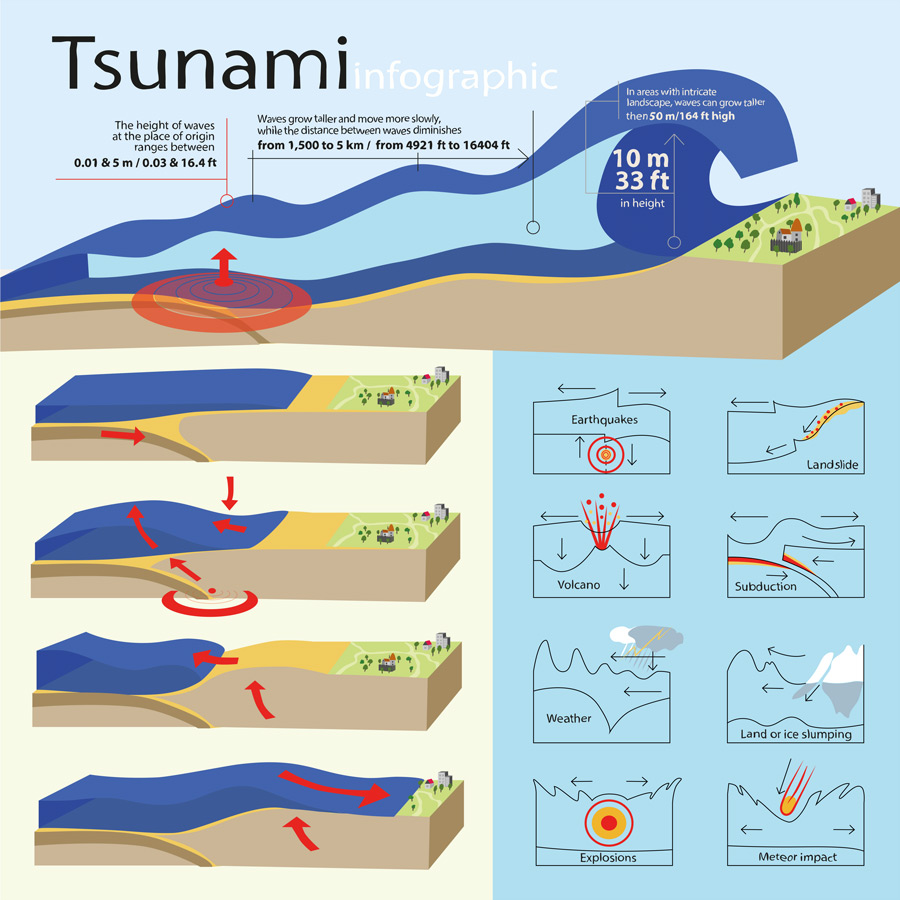 Tsunami infographic
The height of waves
at the place of origin
ranges between
0.01 & 5 m / 0.03 & 16.4 ft
Waves grow taller and move more slowly,
while the distance between waves diminishes
from 1,500 to 5 km / from 4921 ft to 16404 ft
In areas with intricate
landscape, waves can grow taller
then 50 m/164 ft high
10 m
33 ft
in height
Earthquakes
Landslide
Volcano
Subduction
Weather
Land or ice slumping
Explosions
Meteor impact